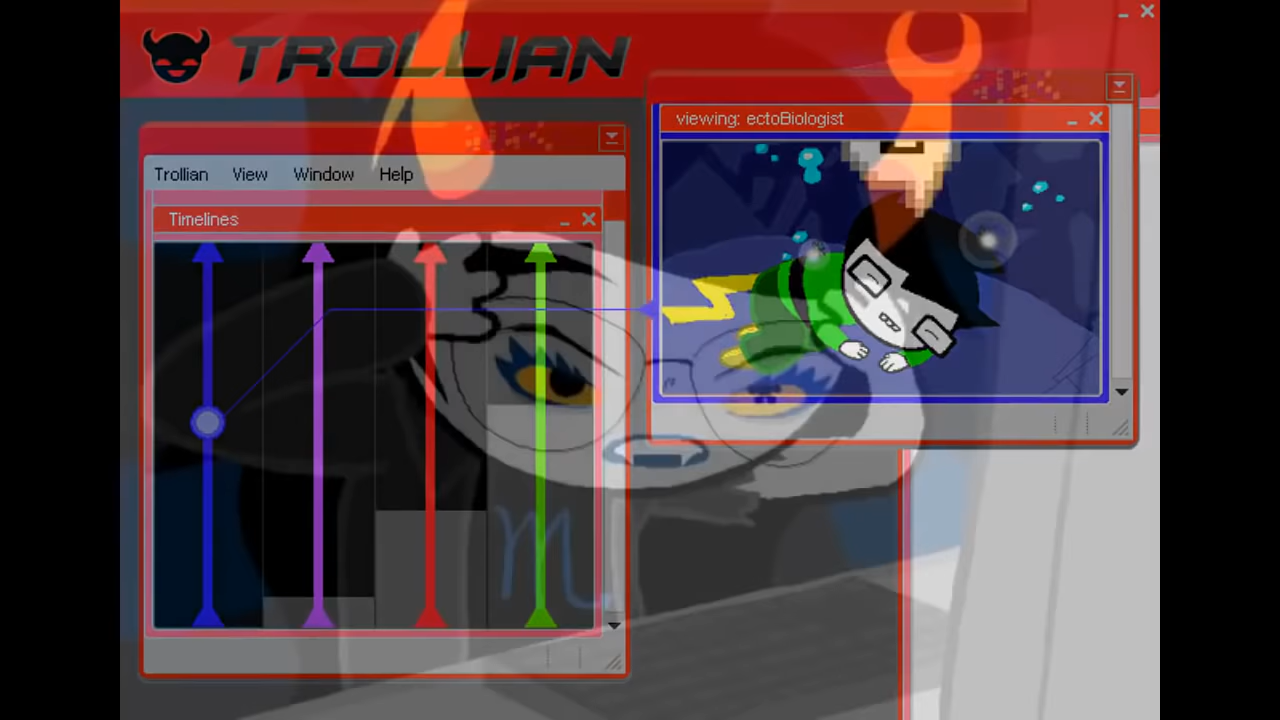 TROLLIAN
viewing: ectoBiologist
Trollian View Window Help
Timelines
♏